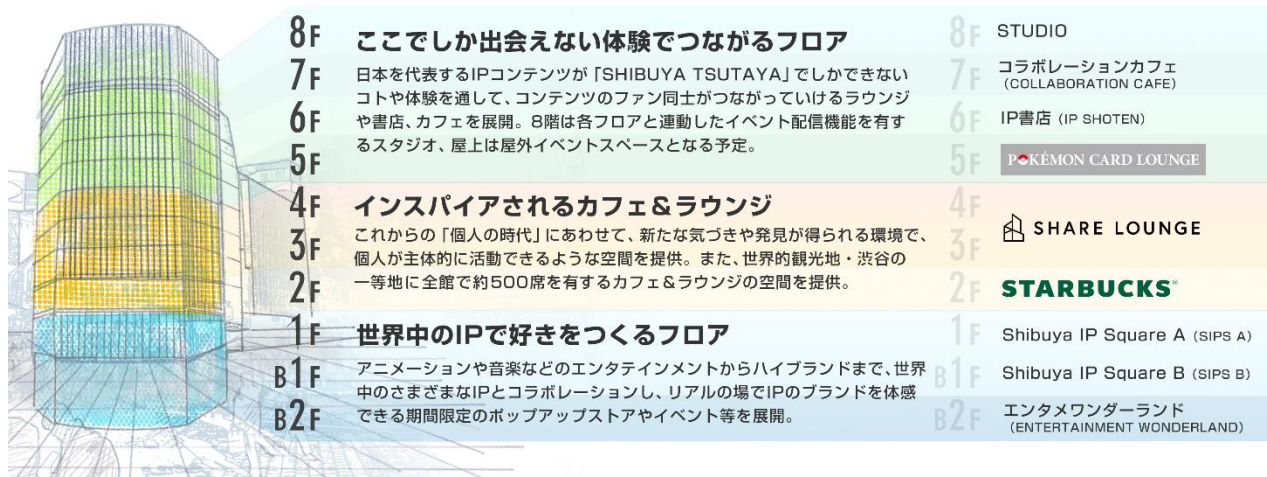 8F
7F
6F
5F
4F
3F
2F
1F
B1F
B2F
ここでしか出会えない体験でつながるフロア
日本を代表するIPコンテンツが「SHIBUYA TSUTAYA」でしかできない
コトや体験を通して、コンテンツのファン同士がつながっていけるラウンジ
や書店、カフェを展開。8階は各フロアと連動したイベント配信機能を有す
るスタジオ、屋上は屋外イベントスペースとなる予定。
インスパイアされるカフェ&ラウンジ
これからの「個人の時代」にあわせて、新たな気づきや発見が得られる環境で、
個人が主体的に活動できるような空間を提供。また、世界的観光地・渋谷の
一等地に全館で約500席を有するカフェ&ラウンジの空間を提供。
世界中のIPで好きをつくるフロア
アニメーションや音楽などのエンタテインメントからハイブランドまで、世界
中のさまざまなIPとコラボレーションし、リアルの場でIPのブランドを体感
できる期間限定のポップアップストアやイベント等を展開。
8F STUDIO
7F コラボレーションカフェ
(COLLABORATION CAFE)
6F IP書店 (IP SHOTEN)
5F POKÉMON CARD LOUNGE
4F
3F
SHARE LOUNGE
2F STARBUCKS®
1F Shibuya IP Square A (SIPS A)
B1F Shibuya IP Square B (SIPS B)
B2F エンタメワンダーランド
(ENTERTAINMENT WONDERLAND)